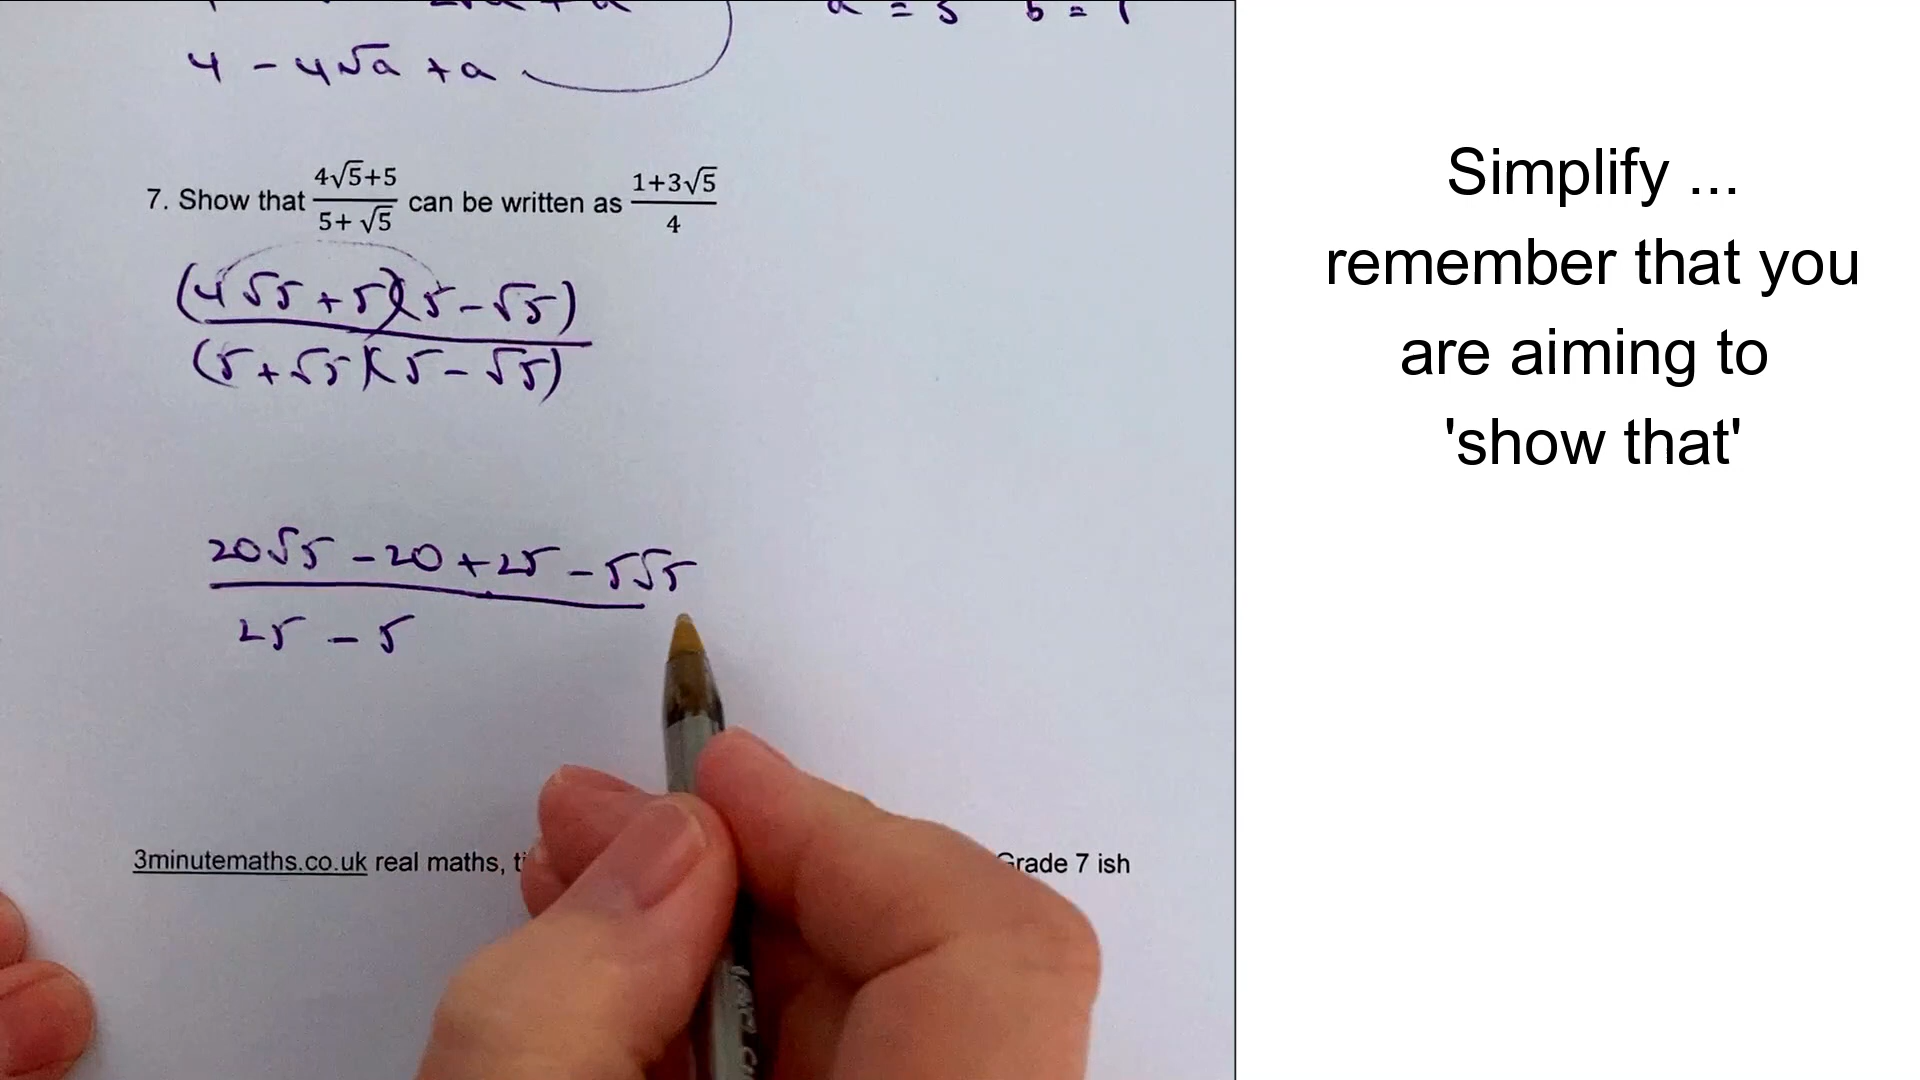 4 - 4√a + a
a = 5 b = 1
7. Show that (4√5+5)/(5+ √5) can be written as (1+3√5)/4
(4√5 + 5)(5 - √5)
(5 + √5)(5 - √5)
20√5 - 20 + 25 - 5√5
25 - 5
3minutemaths.co.uk real maths,
Grade 7 ish
Simplify ...
remember that you
are aiming to
'show that'